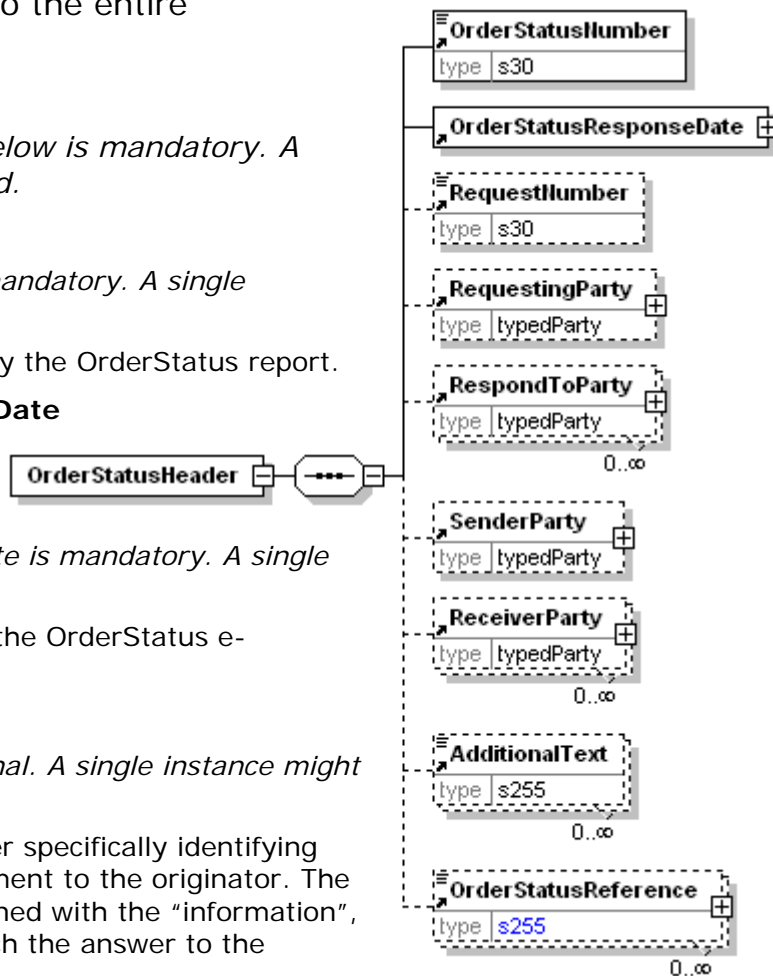 o the entire
elow is mandatory. A
d.
andatory. A single
y the OrderStatus report.
Date
te is mandatory. A single
the OrderStatus e-
nal. A single instance might
er specifically identifying
ment to the originator. The
ned with the “information”,
ch the answer to the
OrderStatusHeader
OrderStatusNumber
type s30
OrderStatusResponseDate
RequestNumber
type s30
RequestingParty
type typedParty
RespondToParty
type typedParty
0..∞
SenderParty
type typedParty
ReceiverParty
type typedParty
0..∞
AdditionalText
type s255
0..∞
OrderStatusReference
type s255
0..∞